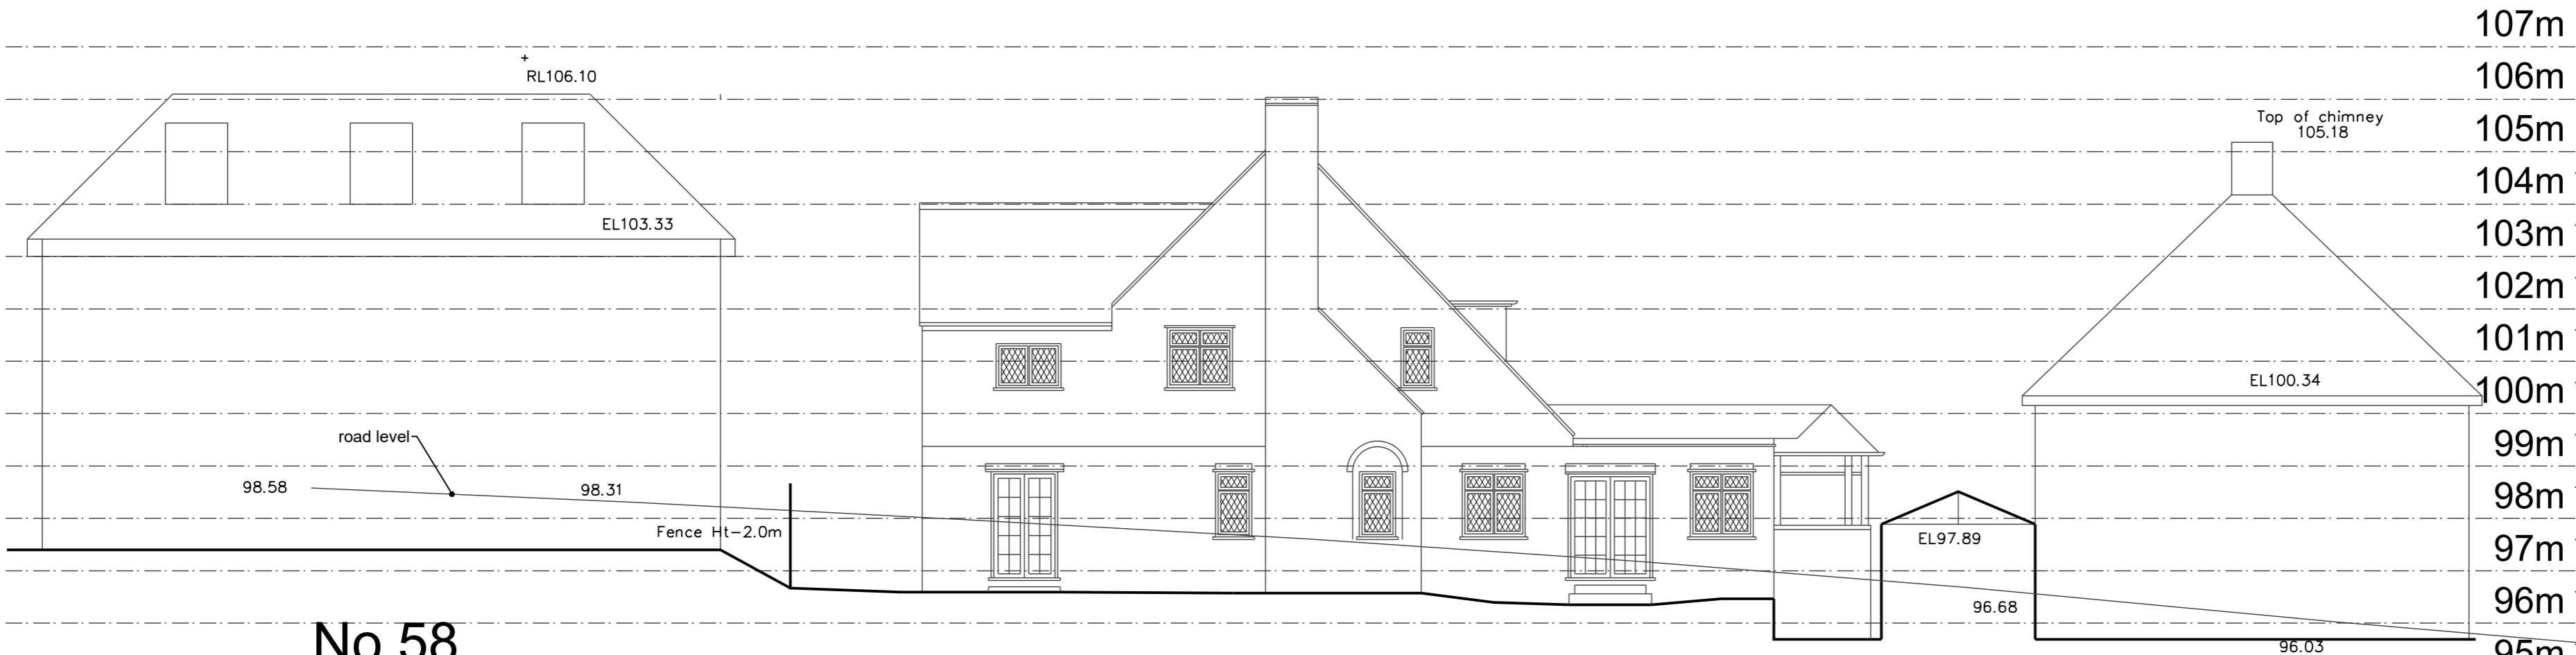 107m
RL106.10
106m
Top of chimney
105.18
105m
104m
EL103.33
103m
102m
101m
EL100.34
100m
road level
99m
98.58
98.31
98m
Fence Ht-2.0m
EL97.89
97m
96.68
96m
No 58
96.03
95m